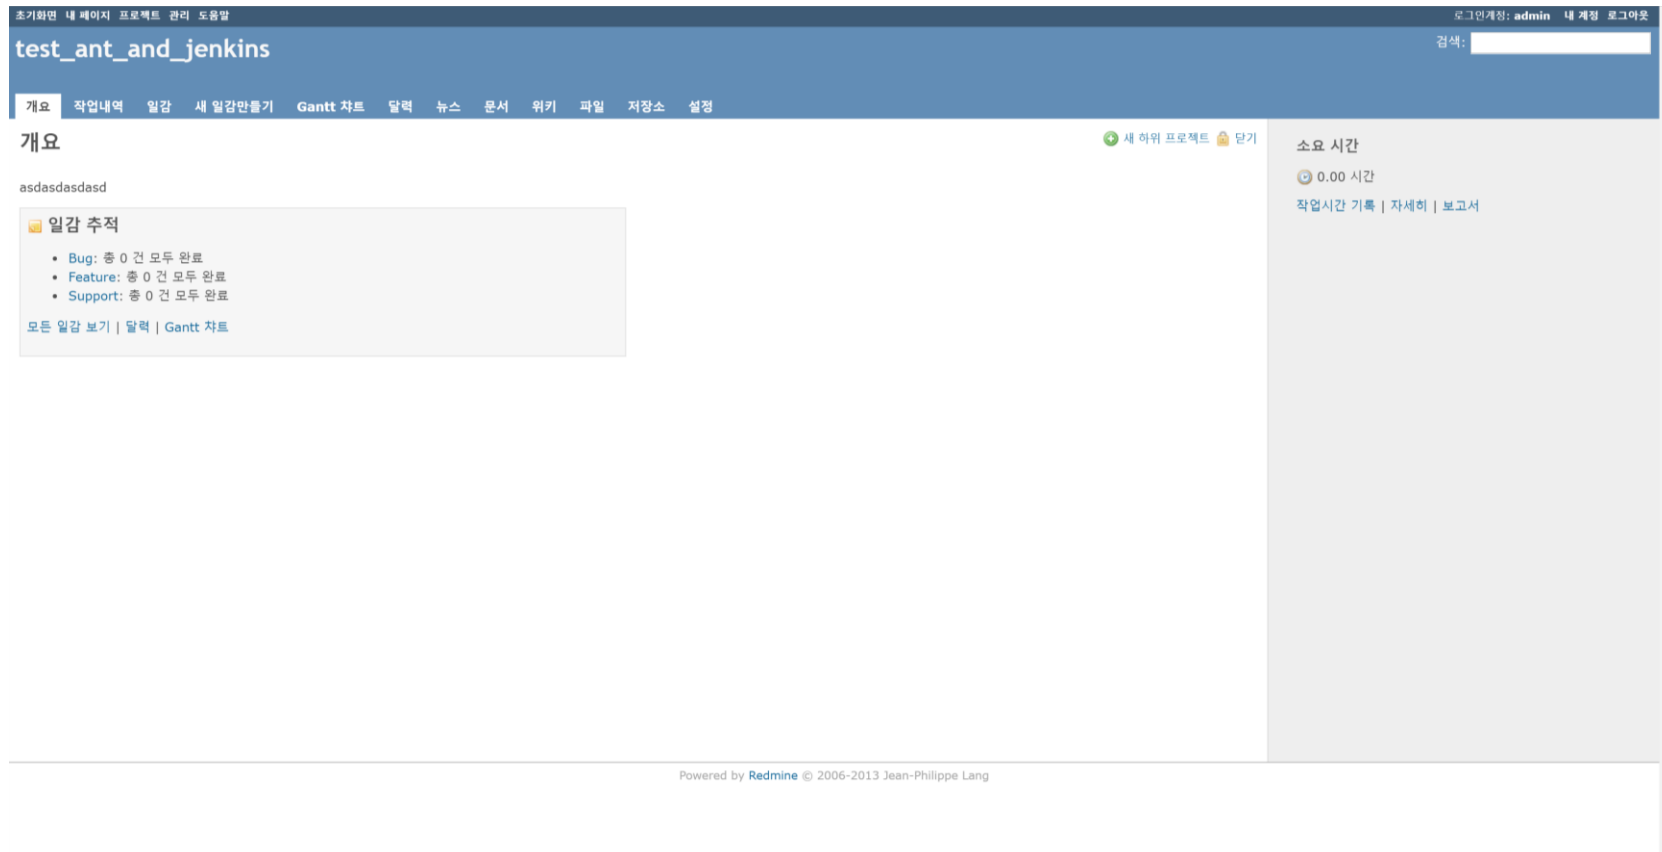 초기화면 내 페이지 프로젝트 관리 도움말
로그인계정: admin 내 계정 로그아웃
test_ant_and_jenkins
검색:
개요 작업내역 일감 새 일감만들기 Gantt 챠트 달력 뉴스 문서 위키 파일 저장소 설정
개요
새 하위 프로젝트 닫기
asdasdasdasd
일감 추적
Bug: 총 0 건 모두 완료
Feature: 총 0 건 모두 완료
Support: 총 0 건 모두 완료
모든 일감 보기 | 달력 | Gantt 챠트
소요 시간
0.00 시간
작업시간 기록 | 자세히 | 보고서
Powered by Redmine © 2006-2013 Jean-Philippe Lang